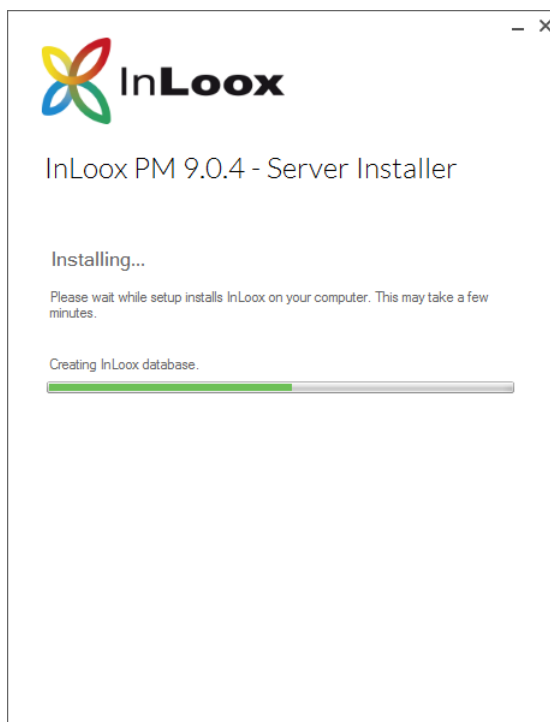 InLoox
InLoox PM 9.0.4 - Server Installer
Installing...
Please wait while setup installs InLoox on your computer. This may take a few
minutes.
Creating InLoox database.